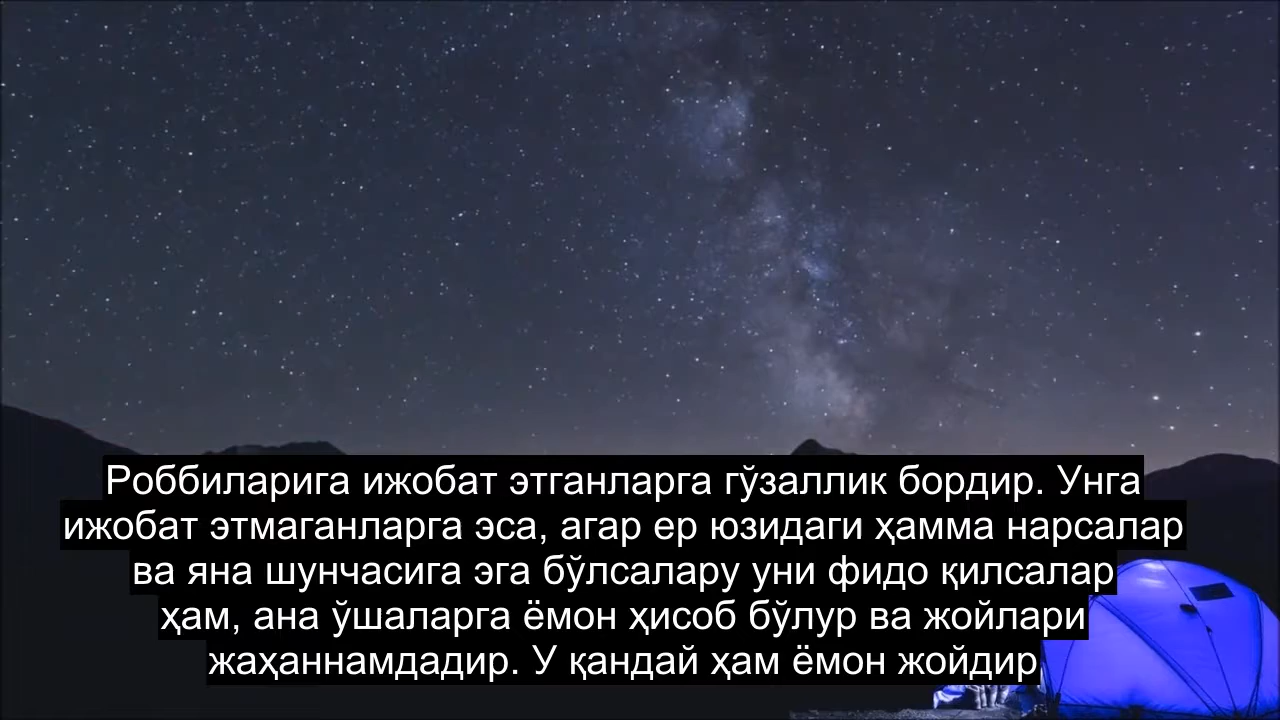 Роббиларига ижобат этганларга гўзаллик бордир. Унга
ижобат этмаганларга эса, агар ер юзидаги ҳамма нарсалар
ва яна шунчасига эга бўлсалару уни фидо қилсалар
ҳам, ана ўшаларга ёмон ҳисоб бўлур ва жойлари
жаҳаннамдадир. У қандай ҳам ёмон жойдир